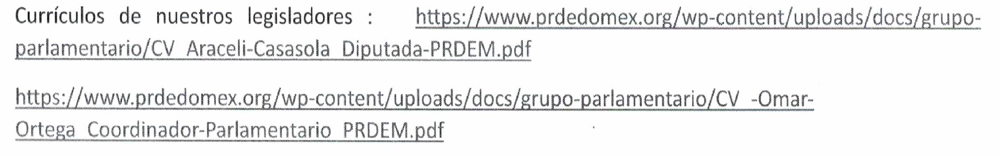 Currículos de nuestros legisladores : https://www.prdedomex.org/wp-content/uploads/docs/grupo-
parlamentario/CV_Araceli-Casasola_Diputada-PRDEM.pdf
https://www.prdedomex.org/wp-content/uploads/docs/grupo-parlamentario/CV_-Omar-
Ortega_Coordinador-Parlamentario_PRDEM.pdf